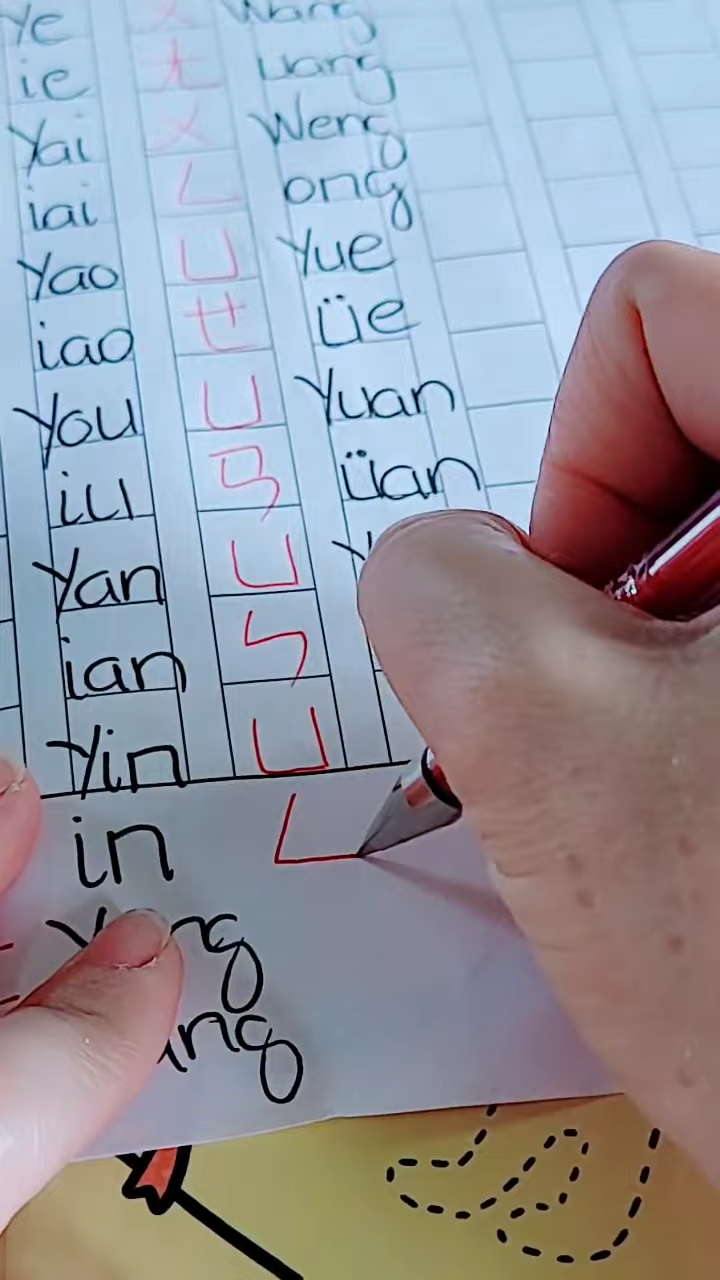 Ye ㄨ Wang
ie ㄤ uang
Yai ㄨ Weng
iai ㄥ ong
Yao ㄩ Yue
iao ㄝ üe
You ㄩ Yuan
iu ㄢ üan
Yan ㄩ
ian ㄣ
Yin ㄩ
in ㄥ